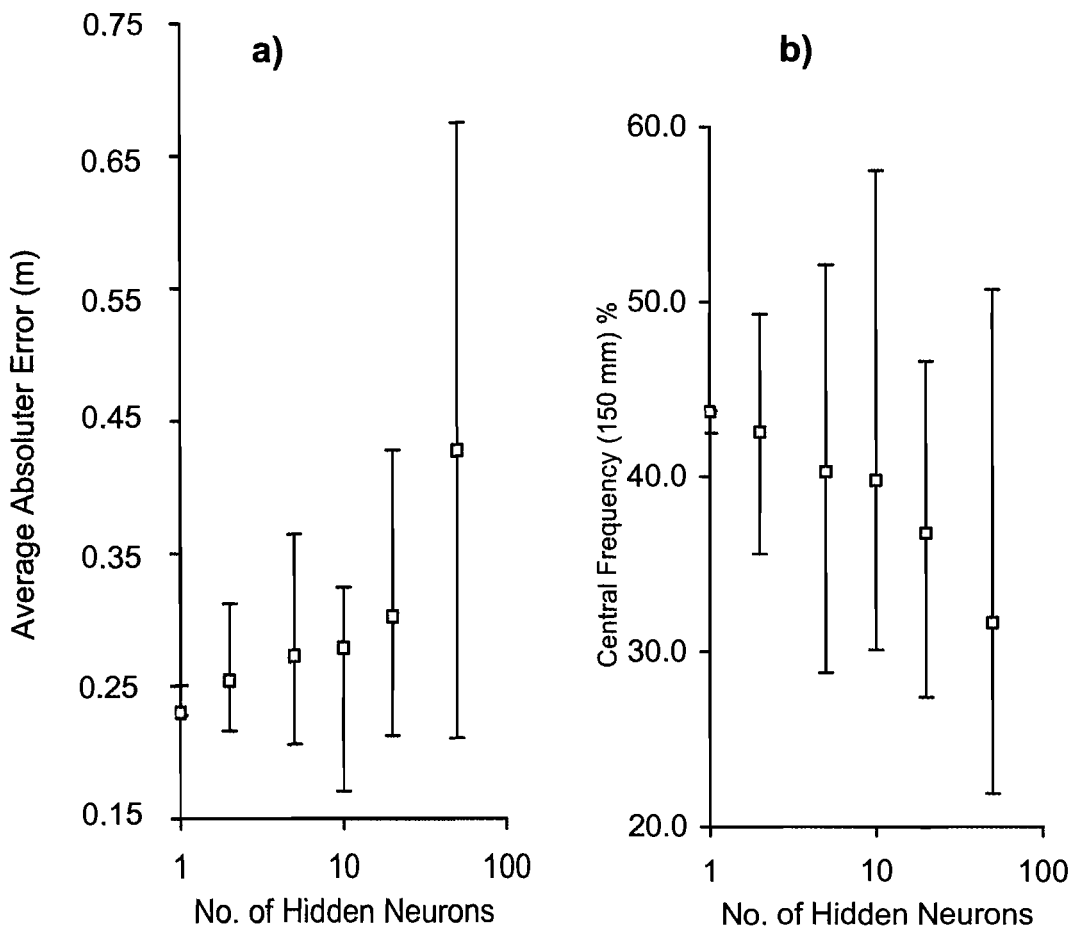 a)
0.75
0.65
0.55
0.45
0.35
0.25
0.15
Average Absoluter Error (m)
1 10 100
No. of Hidden Neurons
b)
60.0
50.0
40.0
30.0
20.0
Central Frequency (150 mm) %
1 10 100
No. of Hidden Neurons